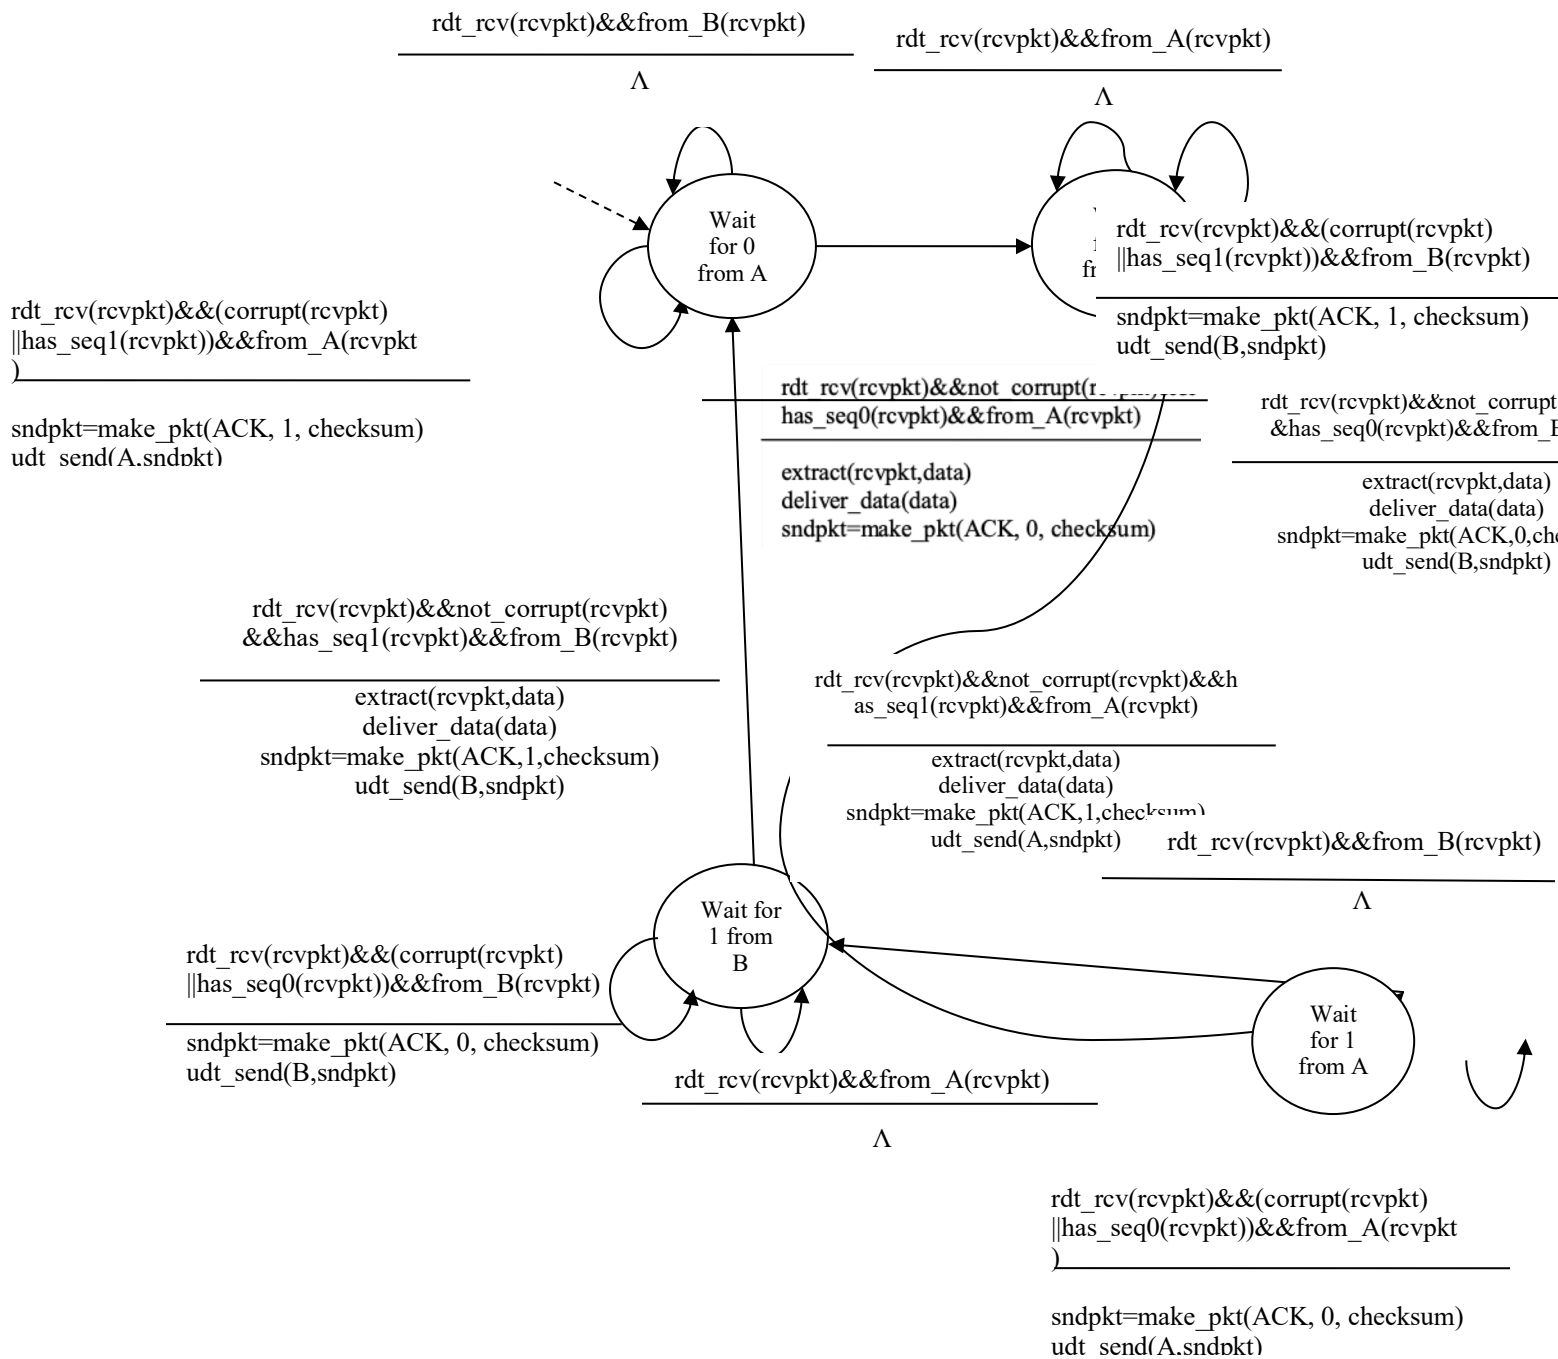 rdt_rcv(rcvpkt)&&from_B(rcvpkt)
Λ
rdt_rcv(rcvpkt)&&from_A(rcvpkt)
Λ
Wait
for 0
from A
rdt_rcv(rcvpkt)&&(corrupt(rcvpkt)
||has_seq1(rcvpkt))&&from_B(rcvpkt)
sndpkt=make_pkt(ACK, 1, checksum)
udt_send(B,sndpkt)
rdt_rcv(rcvpkt)&&(corrupt(rcvpkt)
||has_seq1(rcvpkt))&&from_A(rcvpkt
)
sndpkt=make_pkt(ACK, 1, checksum)
udt_send(A,sndpkt)
rdt_rcv(rcvpkt)&&not_corrupt(
has_seq0(rcvpkt)&&from_A(rcvpkt)
extract(rcvpkt,data)
deliver_data(data)
sndpkt=make_pkt(ACK, 0, checksum)
rdt_rcv(rcvpkt)&&not_corrupt
&has_seq0(rcvpkt)&&from_
extract(rcvpkt,data)
deliver_data(data)
sndpkt=make_pkt(ACK,0,che
udt_send(B,sndpkt)
rdt_rcv(rcvpkt)&&not_corrupt(rcvpkt)
&&has_seq1(rcvpkt)&&from_B(rcvpkt)
extract(rcvpkt,data)
deliver_data(data)
sndpkt=make_pkt(ACK,1,checksum)
udt_send(B,sndpkt)
rdt_rcv(rcvpkt)&&not_corrupt(rcvpkt)&&h
as_seq1(rcvpkt)&&from_A(rcvpkt)
extract(rcvpkt,data)
deliver_data(data)
sndpkt=make_pkt(ACK,1,checksum)
udt_send(A,sndpkt)
rdt_rcv(rcvpkt)&&from_B(rcvpkt)
Λ
Wait for
1 from
B
rdt_rcv(rcvpkt)&&(corrupt(rcvpkt)
||has_seq0(rcvpkt))&&from_B(rcvpkt)
sndpkt=make_pkt(ACK, 0, checksum)
udt_send(B,sndpkt)
Wait
for 1
from A
rdt_rcv(rcvpkt)&&from_A(rcvpkt)
Λ
rdt_rcv(rcvpkt)&&(corrupt(rcvpkt)
||has_seq0(rcvpkt))&&from_A(rcvpkt
)
sndpkt=make_pkt(ACK, 0, checksum)
udt_send(A,sndpkt)